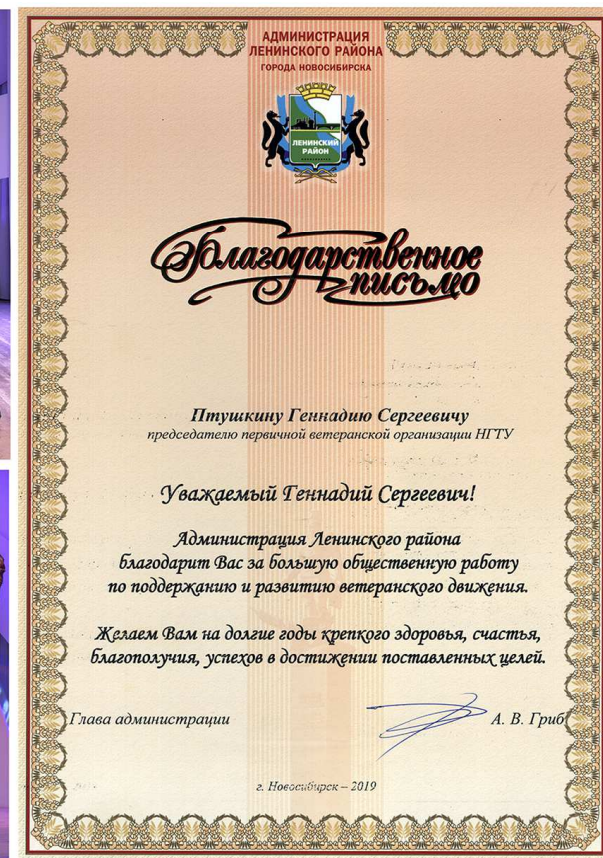 АДМИНИСТРАЦИЯ
ЛЕНИНСКОГО РАЙОНА
ГОРОДА НОВОСИБИРСКА
ЛЕНИНСКИЙ
РАЙОН
Благодарственное
письмо
Птушкину Геннадию Сергеевичу
председателю первичной ветеранской организации НГТУ
Уважаемый Геннадий Сергеевич!
Администрация Ленинского района
благодарит Вас за большую общественную работу
по поддержанию и развитию ветеранского движения.
Желаем Вам на долгие годы крепкого здоровья, счастья,
благополучия, успехов в достижении поставленных целей.
Глава администрации
А. В. Гриб
г. Новосибирск – 2019